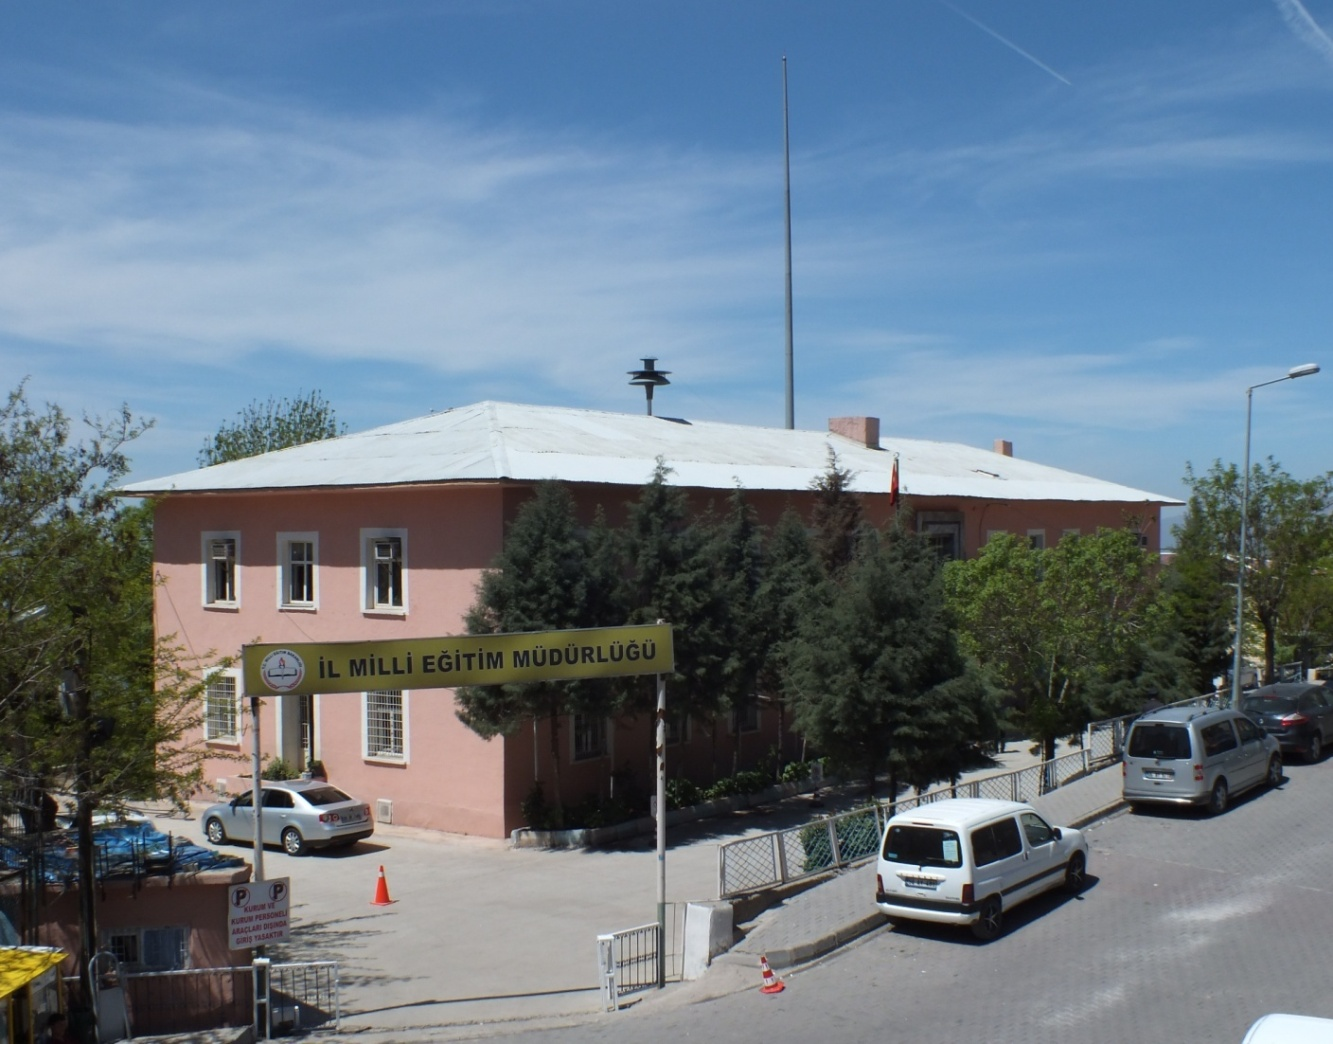 İL MİLLİ EĞİTİM MÜDÜRLÜĞÜ
P P
KURUM VE
KURUM PERSONELİ
ARAÇLARI DIŞINDA
GİRİŞ YASAKTIR